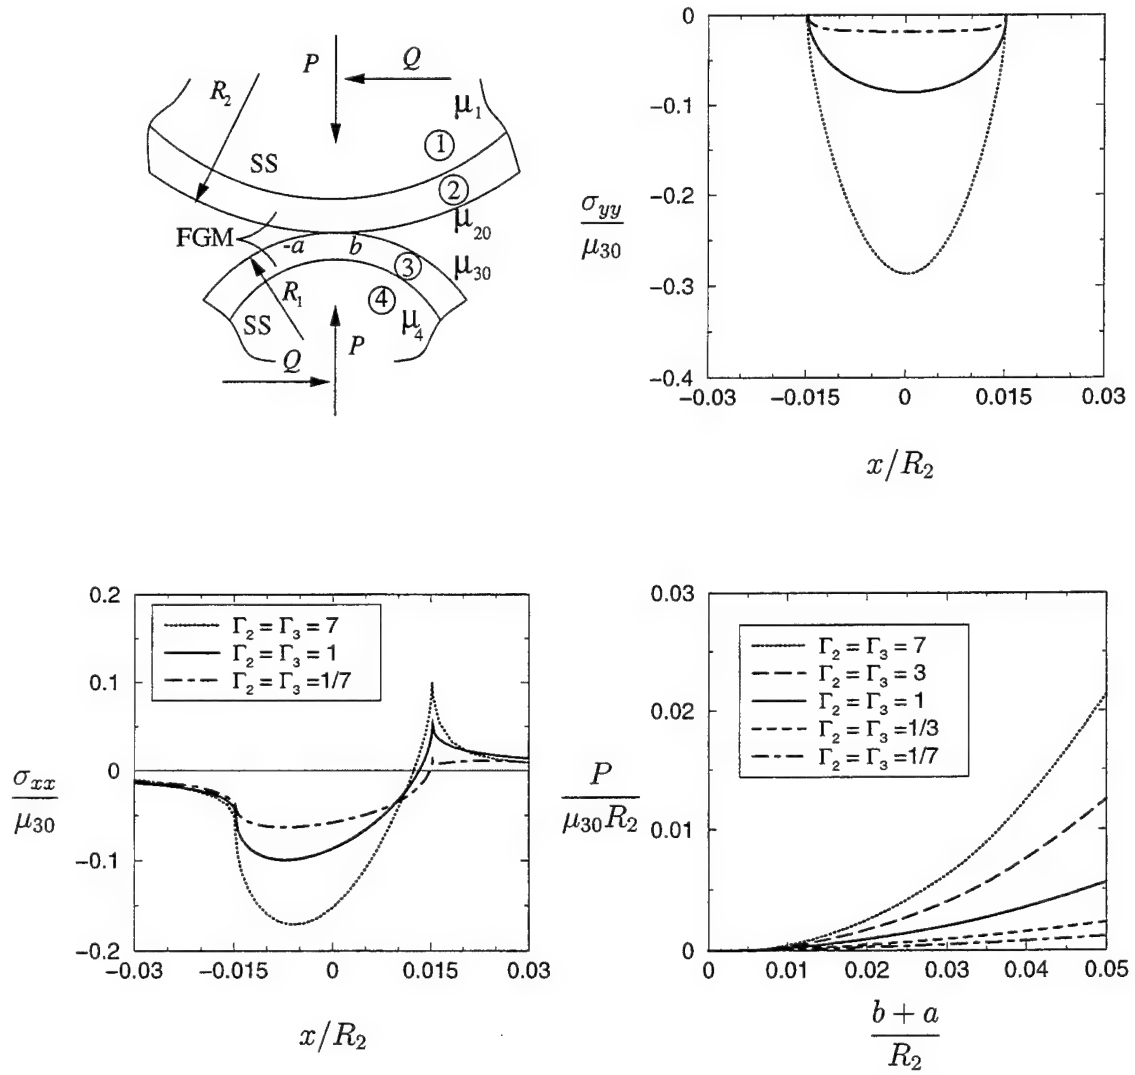 P
Q
R₂
μ₁
①
SS
②
μ₂₀
FGM
-a
b
③
μ₃₀
R₁
④
μ₄
SS
P
Q
σ_yy / μ₃₀
0
−0.1
−0.2
−0.3
−0.4
−0.03 −0.015 0 0.015 0.03
x/R₂
σ_xx / μ₃₀
0.2
0.1
0
−0.1
−0.2
Γ₂ = Γ₃ = 7
Γ₂ = Γ₃ = 1
Γ₂ = Γ₃ =1/7
−0.03 −0.015 0 0.015 0.03
x/R₂
P / μ₃₀R₂
0.03
0.02
0.01
0
Γ₂ = Γ₃ = 7
Γ₂ = Γ₃ = 3
Γ₂ = Γ₃ = 1
Γ₂ = Γ₃ =1/3
Γ₂ = Γ₃ =1/7
0 0.01 0.02 0.03 0.04 0.05
b + a / R₂